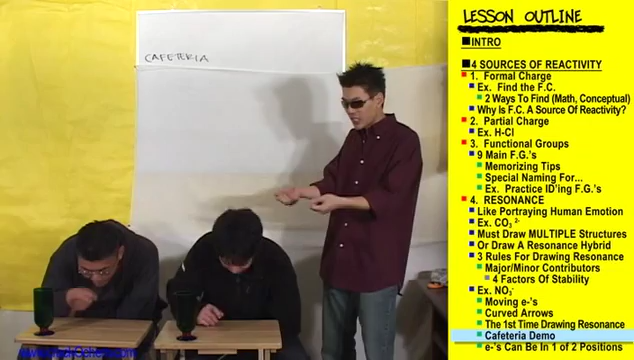 CAFETERIA
LESSON OUTLINE
INTRO
4 SOURCES OF REACTIVITY
1. Formal Charge
Ex. Find the F.C.
2 Ways To Find (Math, Conceptual)
Why Is F.C. A Source Of Reactivity?
2. Partial Charge
Ex. H-Cl
3. Functional Groups
9 Main F.G.'s
Memorizing Tips
Special Naming For...
Ex. Practice ID'ing F.G.'s
4. RESONANCE
Like Portraying Human Emotion
Ex. CO₃²⁻
Must Draw MULTIPLE Structures
Or Draw A Resonance Hybrid
3 Rules For Drawing Resonance
Major/Minor Contributors
4 Factors Of Stability
Ex. NO₃⁻
Moving e-'s
Curved Arrows
The 1st Time Drawing Resonance
Cafeteria Demo
e-'s Can Be In 1 of 2 Positions